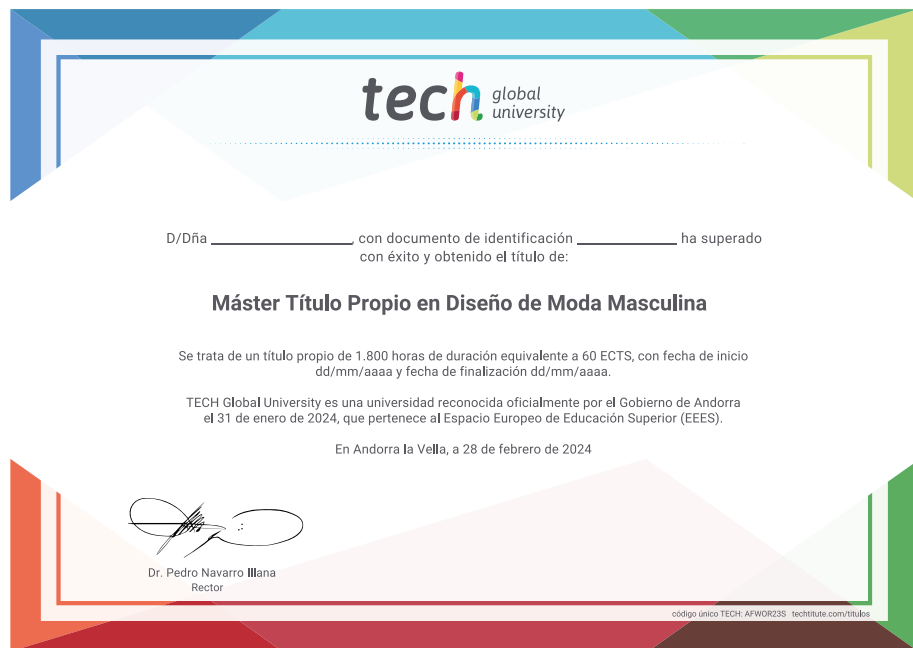 tech global university
D/Dña ____________, con documento de identificación ____________ ha superado
con éxito y obtenido el título de:
Máster Título Propio en Diseño de Moda Masculina
Se trata de un título propio de 1.800 horas de duración equivalente a 60 ECTS, con fecha de inicio
dd/mm/aaaa y fecha de finalización dd/mm/aaaa.
TECH Global University es una universidad reconocida oficialmente por el Gobierno de Andorra
el 31 de enero de 2024, que pertenece al Espacio Europeo de Educación Superior (EEES).
En Andorra la Vella, a 28 de febrero de 2024
Dr. Pedro Navarro Illana
Rector
código único TECH: AFWOR23S techtitute.com/titulos